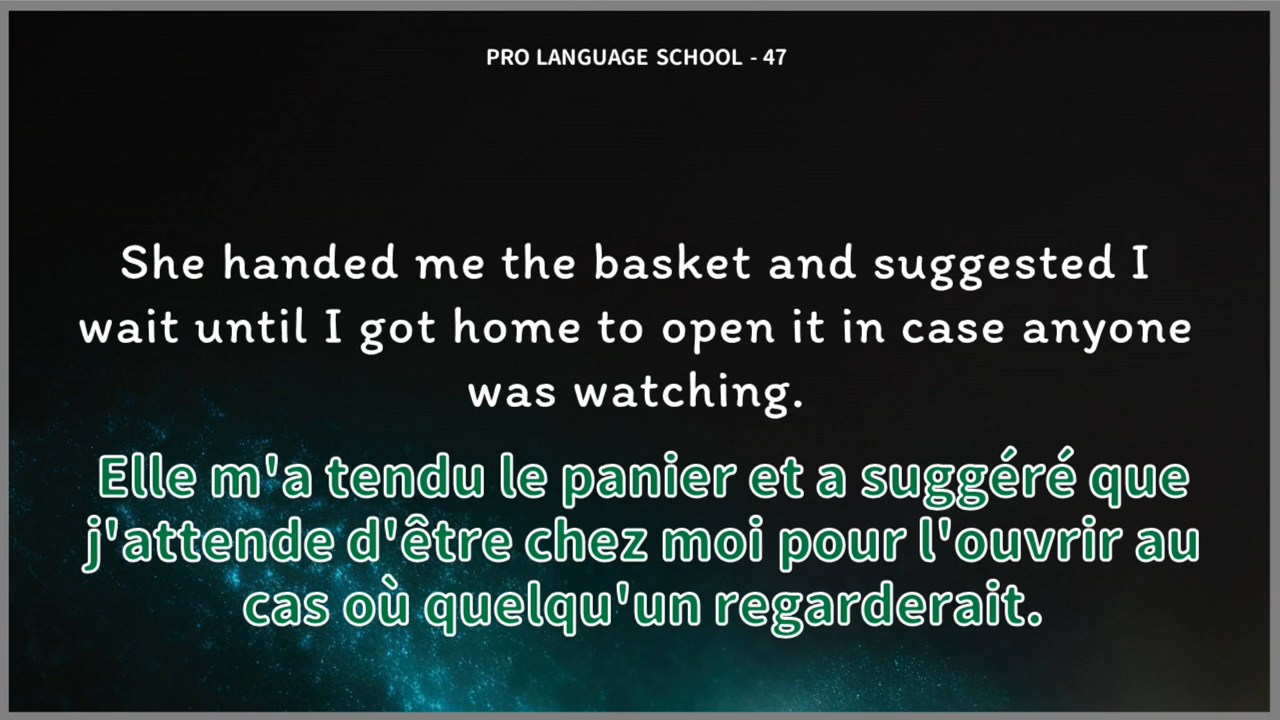 PRO LANGUAGE SCHOOL - 47
She handed me the basket and suggested I
wait until I got home to open it in case anyone
was watching.
Elle m'a tendu le panier et a suggéré que
j'attende d'être chez moi pour l'ouvrir au
cas où quelqu'un regarderait.